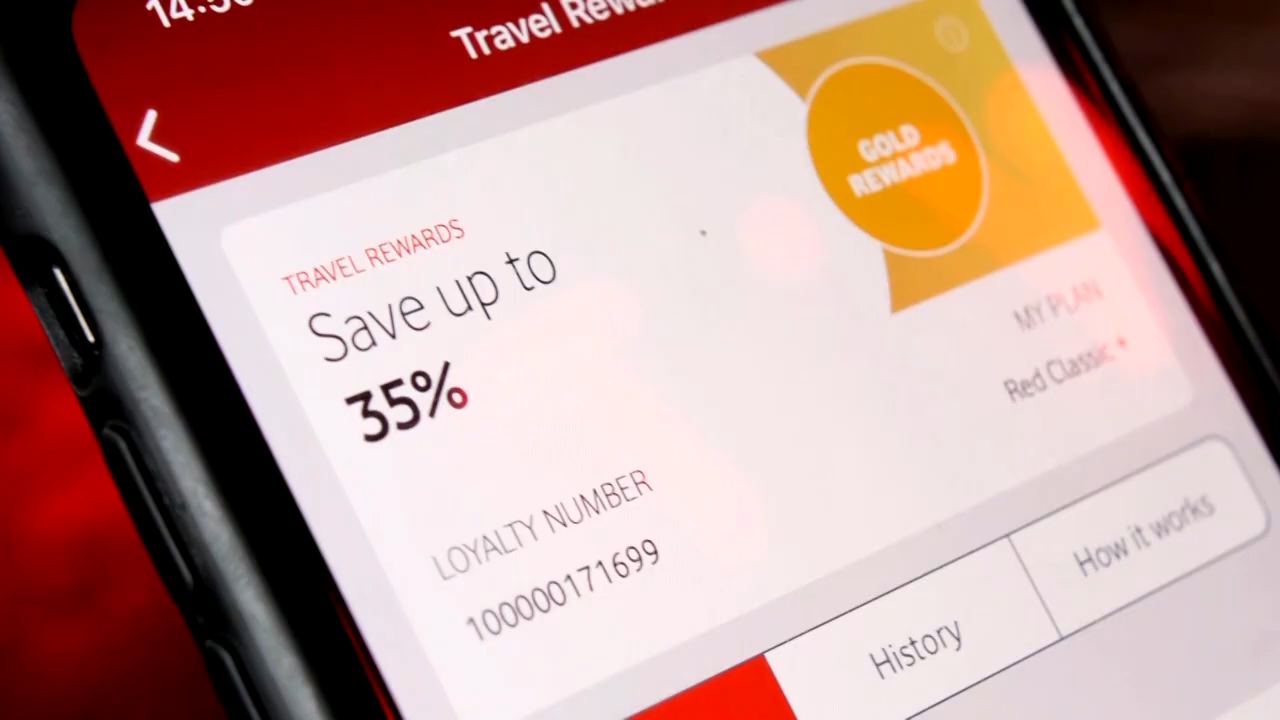 Travel
TRAVEL REWARDS
Save up to
35%
GOLD
REWARDS
MY PLAN
Red Classic +
LOYALTY NUMBER
100000171699
History
How it works